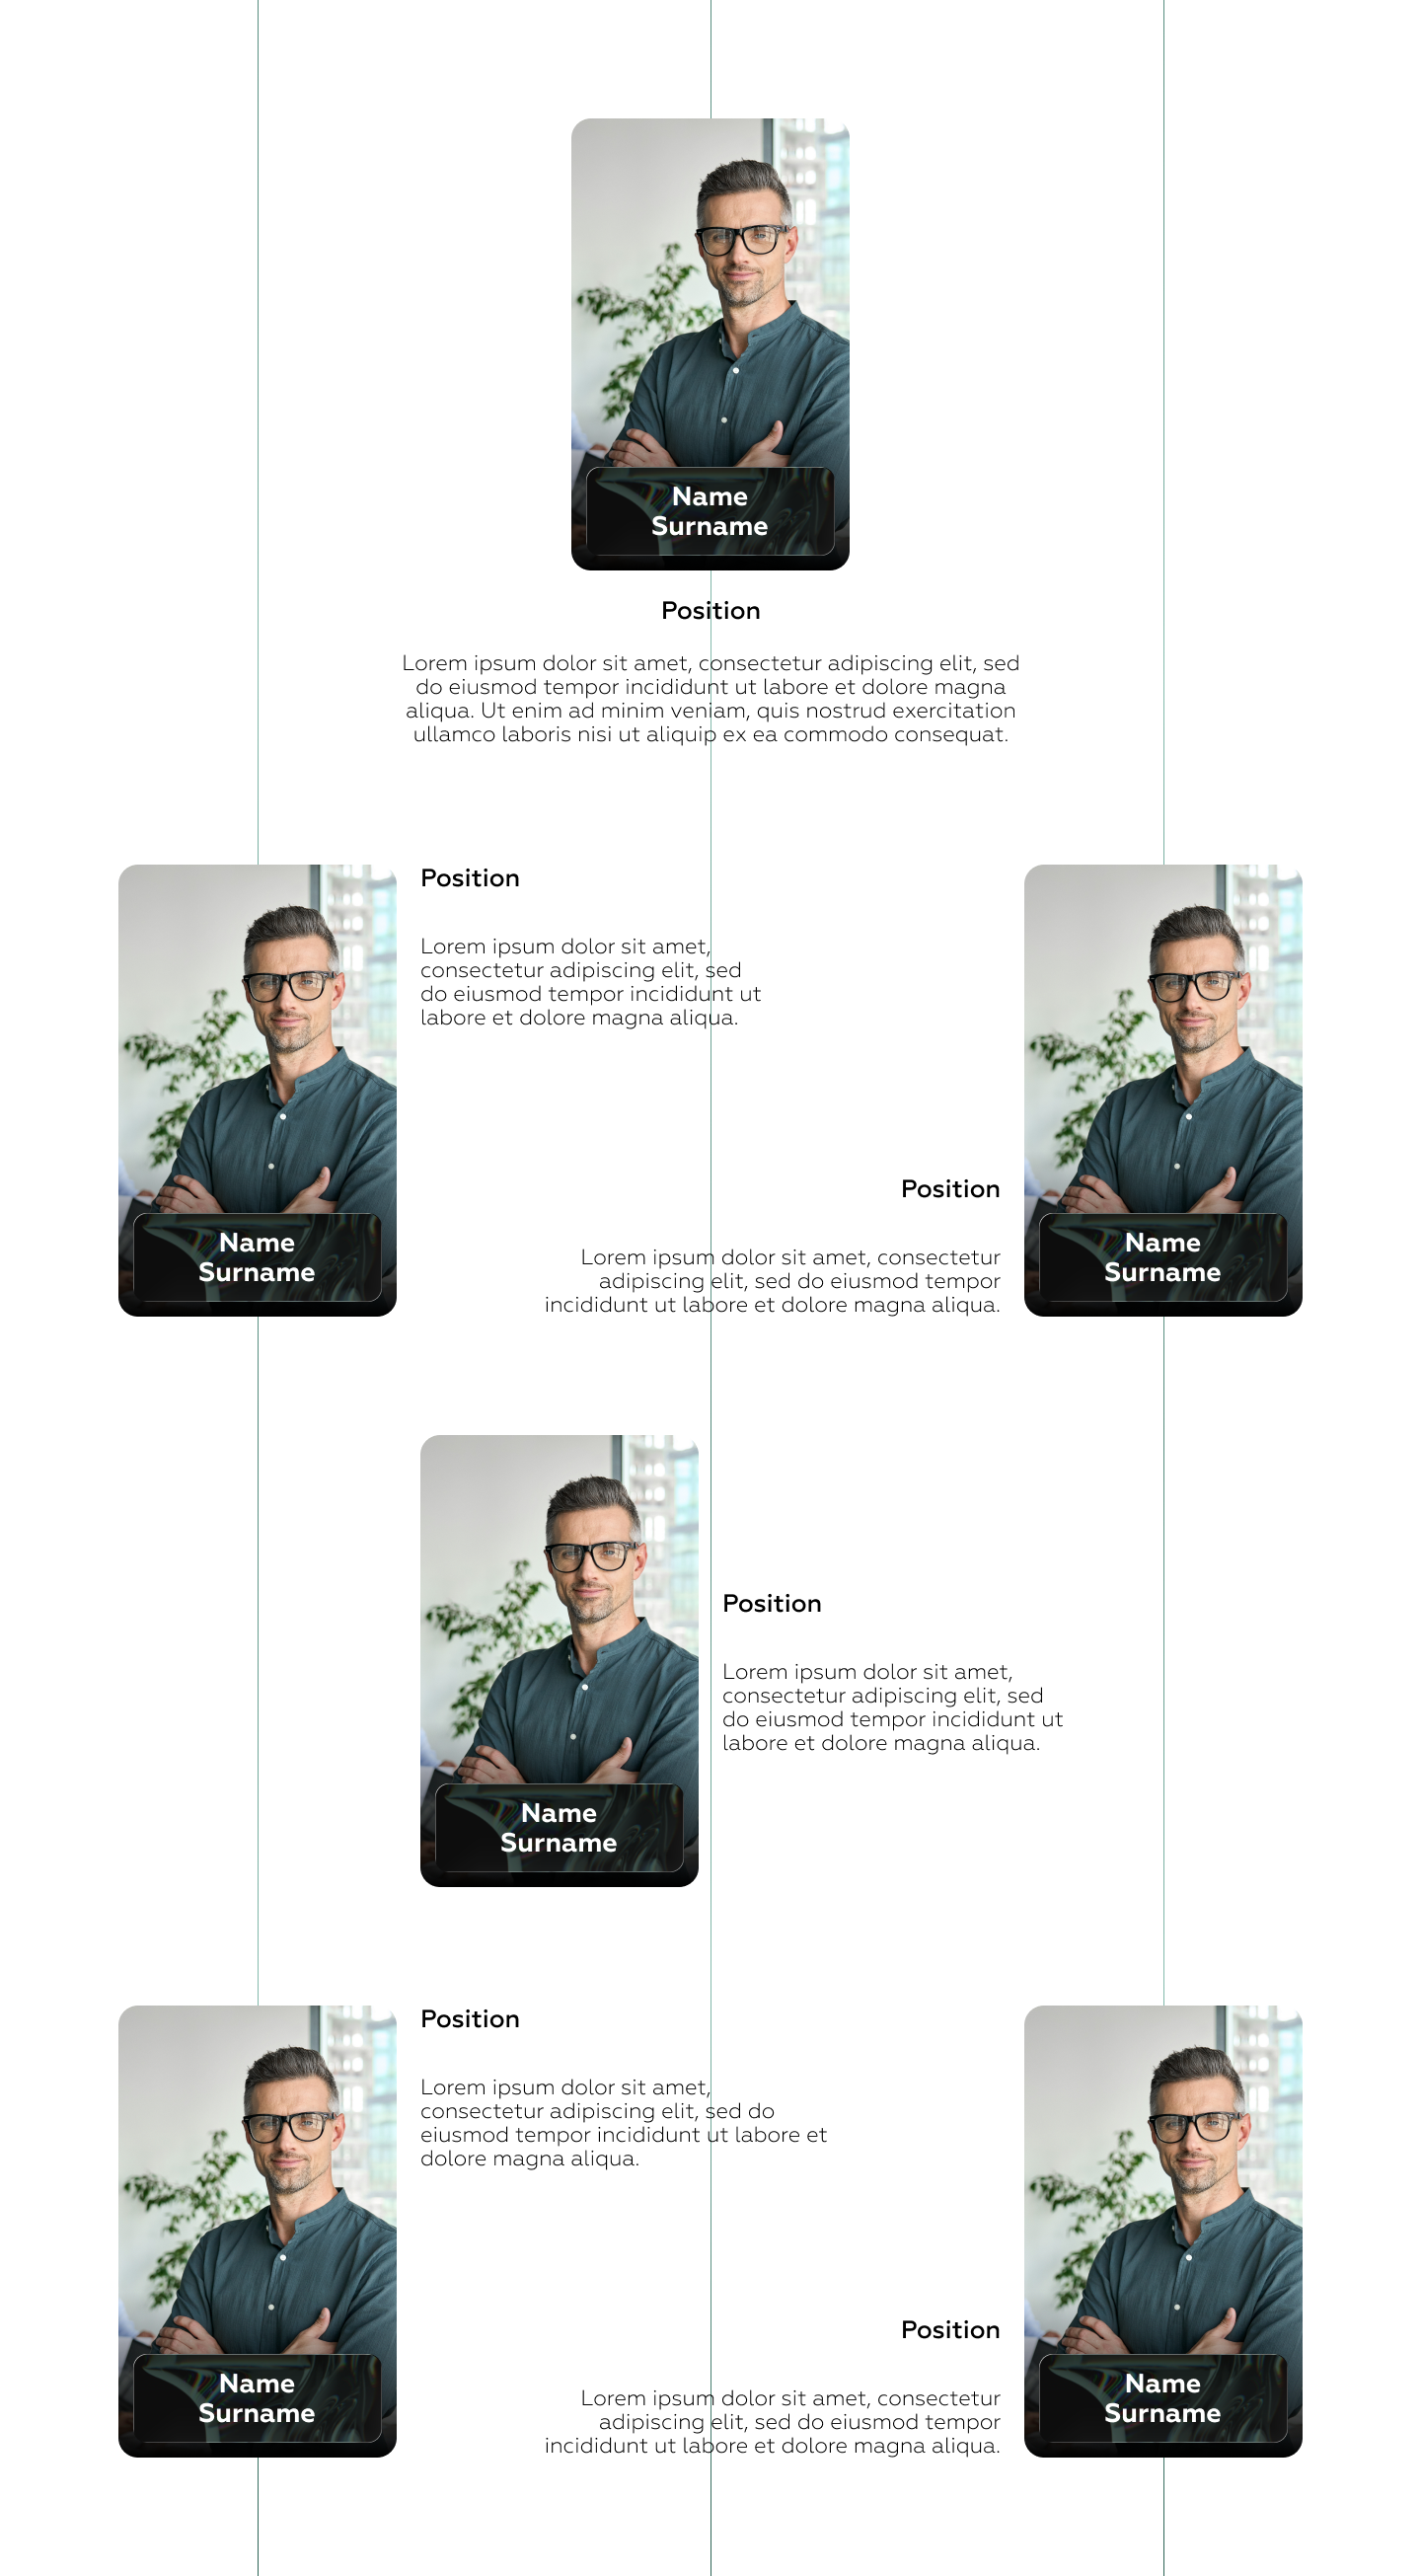 Name
Surname
Position
Lorem ipsum dolor sit amet, consectetur adipiscing elit, sed
do eiusmod tempor incididunt ut labore et dolore magna
aliqua. Ut enim ad minim veniam, quis nostrud exercitation
ullamco laboris nisi ut aliquip ex ea commodo consequat.
Position
Lorem ipsum dolor sit amet,
consectetur adipiscing elit, sed
do eiusmod tempor incididunt ut
labore et dolore magna aliqua.
Name
Surname
Position
Lorem ipsum dolor sit amet, consectetur
adipiscing elit, sed do eiusmod tempor
incididunt ut labore et dolore magna aliqua.
Name
Surname
Position
Lorem ipsum dolor sit amet,
consectetur adipiscing elit, sed
do eiusmod tempor incididunt ut
labore et dolore magna aliqua.
Name
Surname
Position
Lorem ipsum dolor sit amet,
consectetur adipiscing elit, sed do
eiusmod tempor incididunt ut labore et
dolore magna aliqua.
Name
Surname
Position
Lorem ipsum dolor sit amet, consectetur
adipiscing elit, sed do eiusmod tempor
incididunt ut labore et dolore magna aliqua.
Name
Surname